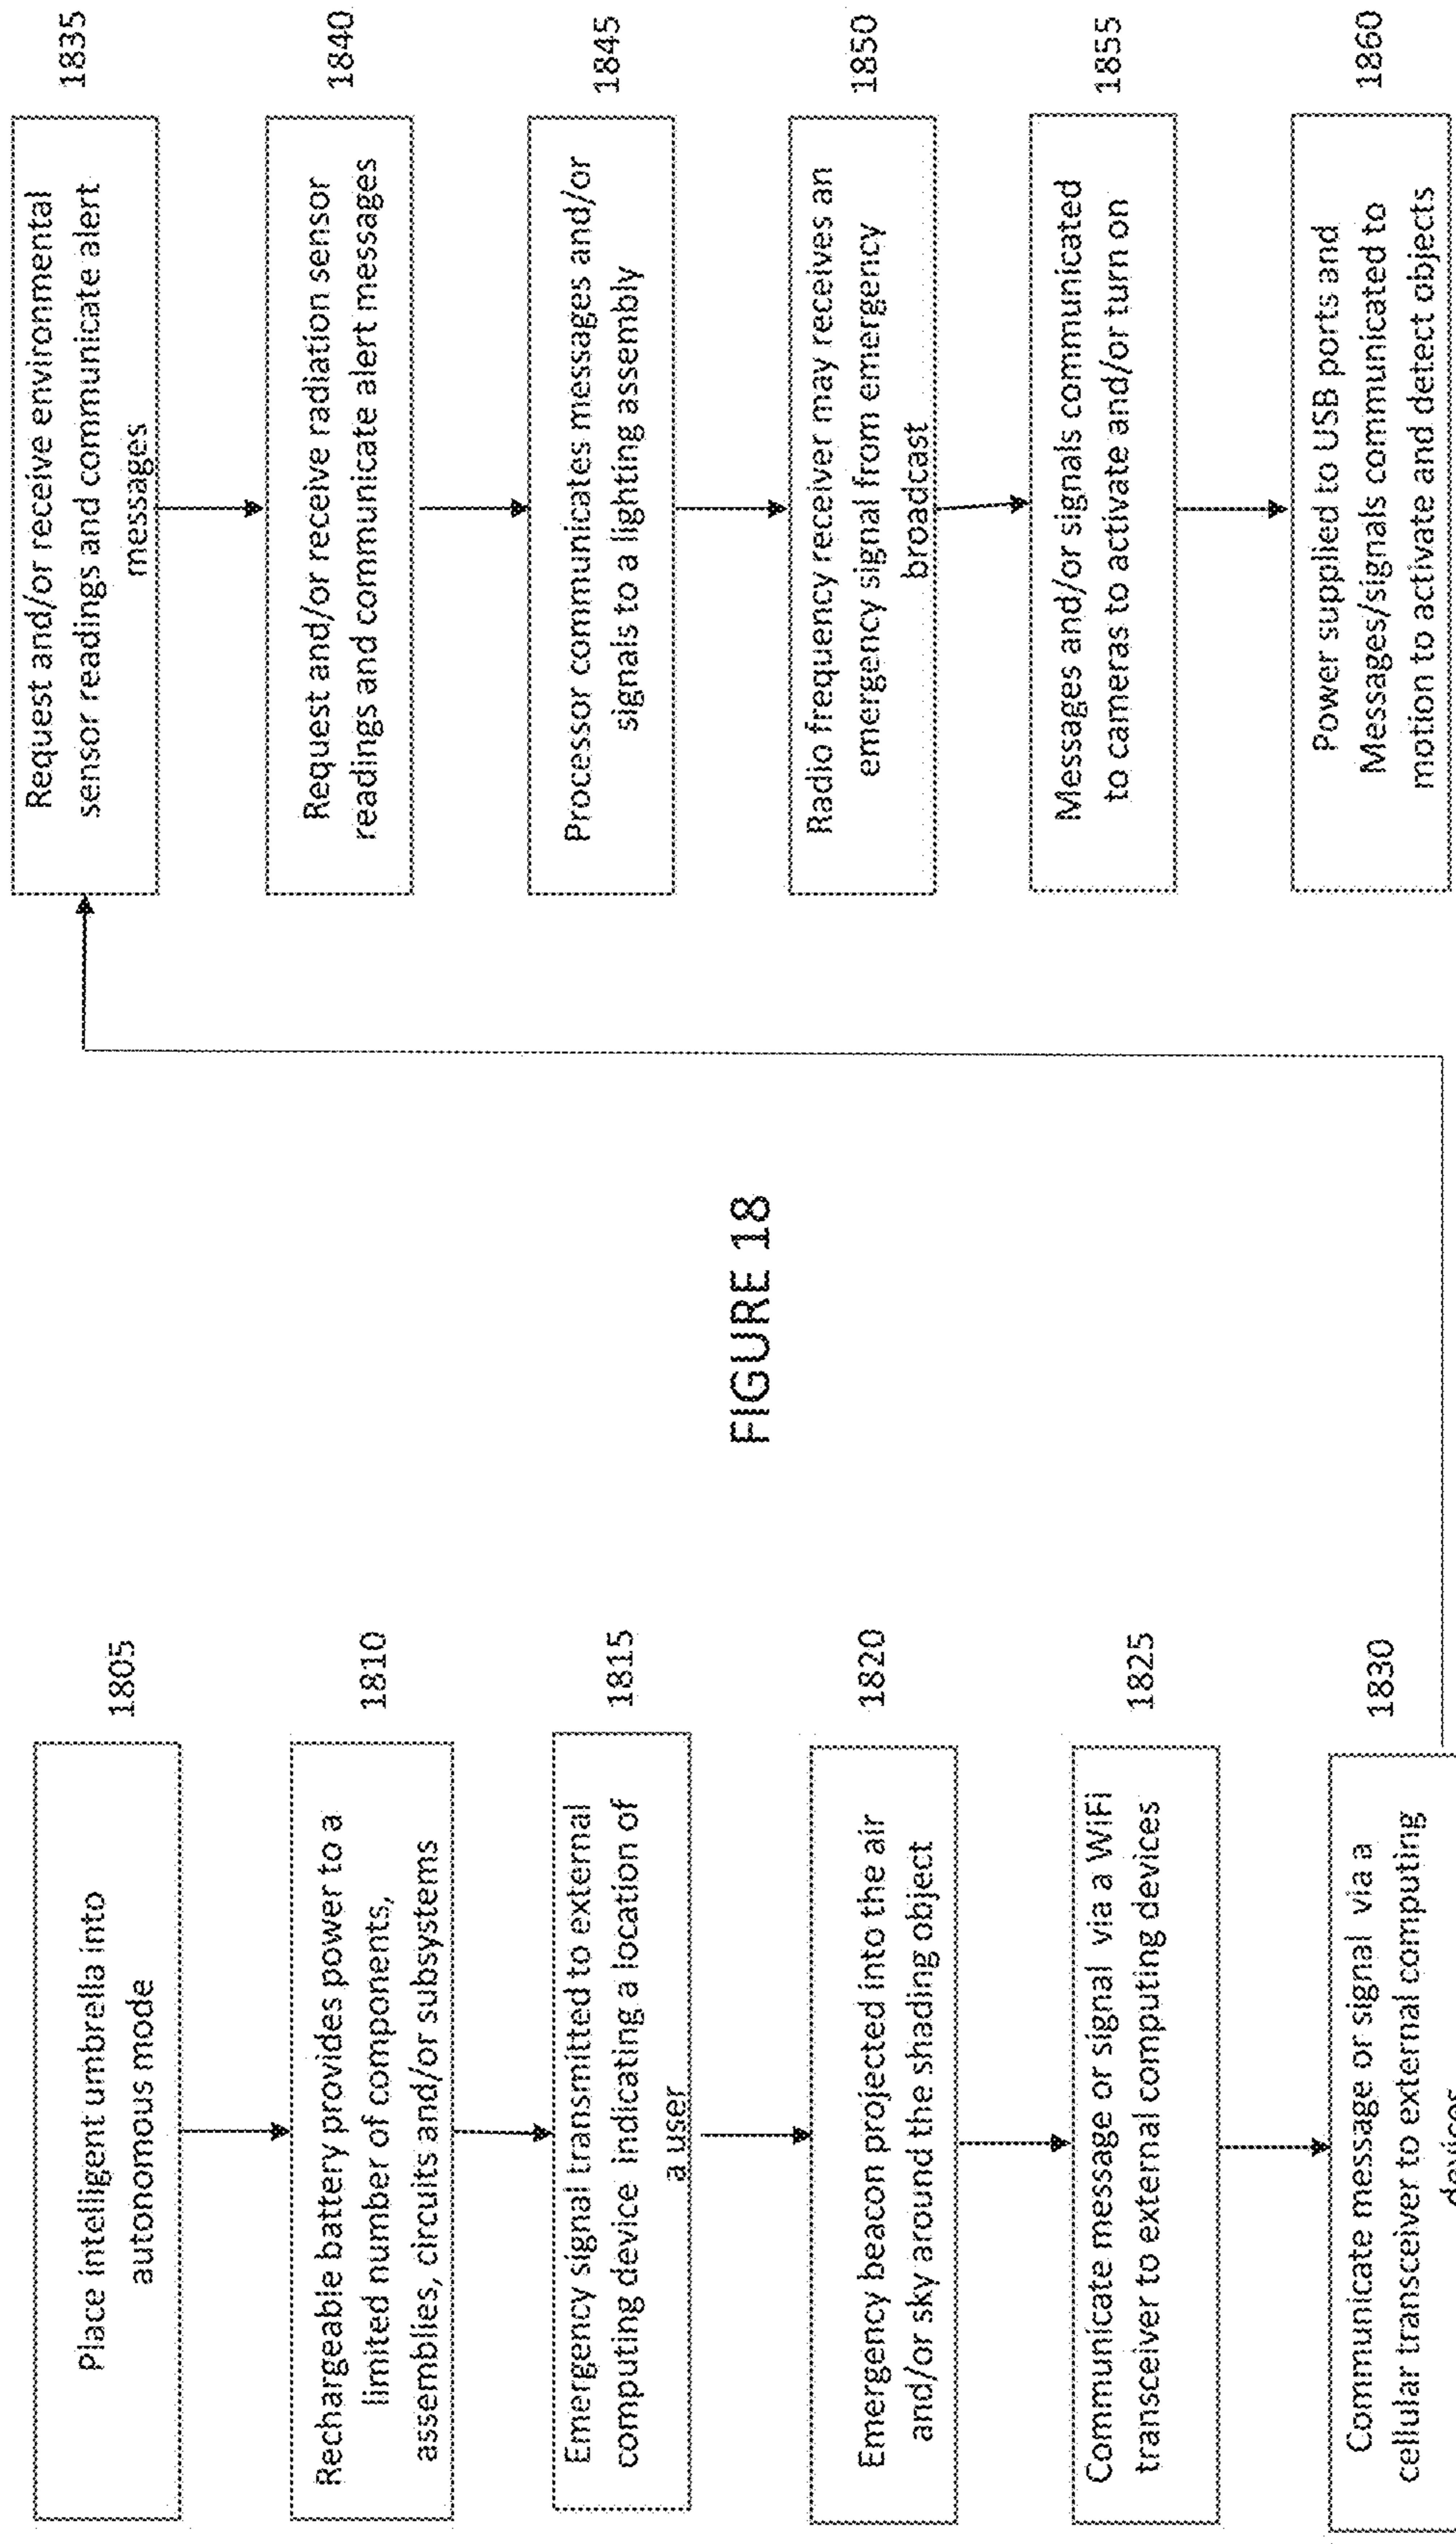 Place intelligent umbrella into
autonomous mode
1805
Rechargeable battery provides power to a
limited number of components,
assemblies, circuits and/or subsystems
1810
Emergency signal transmitted to external
computing device indicating a location of
a user
1815
Emergency beacon projected into the air
and/or sky around the shading object
1820
Communicate message or signal via a WiFi
transceiver to external computing devices
1825
Communicate message or signal via a
cellular transceiver to external computing
devices
1830
FIGURE 18
Request and/or receive environmental
sensor readings and communicate alert
messages
1835
Request and/or receive radiation sensor
readings and communicate alert messages
1840
Processor communicates messages and/or
signals to a lighting assembly
1845
Radio frequency receiver may receives an
emergency signal from emergency
broadcast
1850
Messages and/or signals communicated
to cameras to activate and/or turn on
1855
Power supplied to USB ports and
Messages/signals communicated to
motion to activate and detect objects
1860